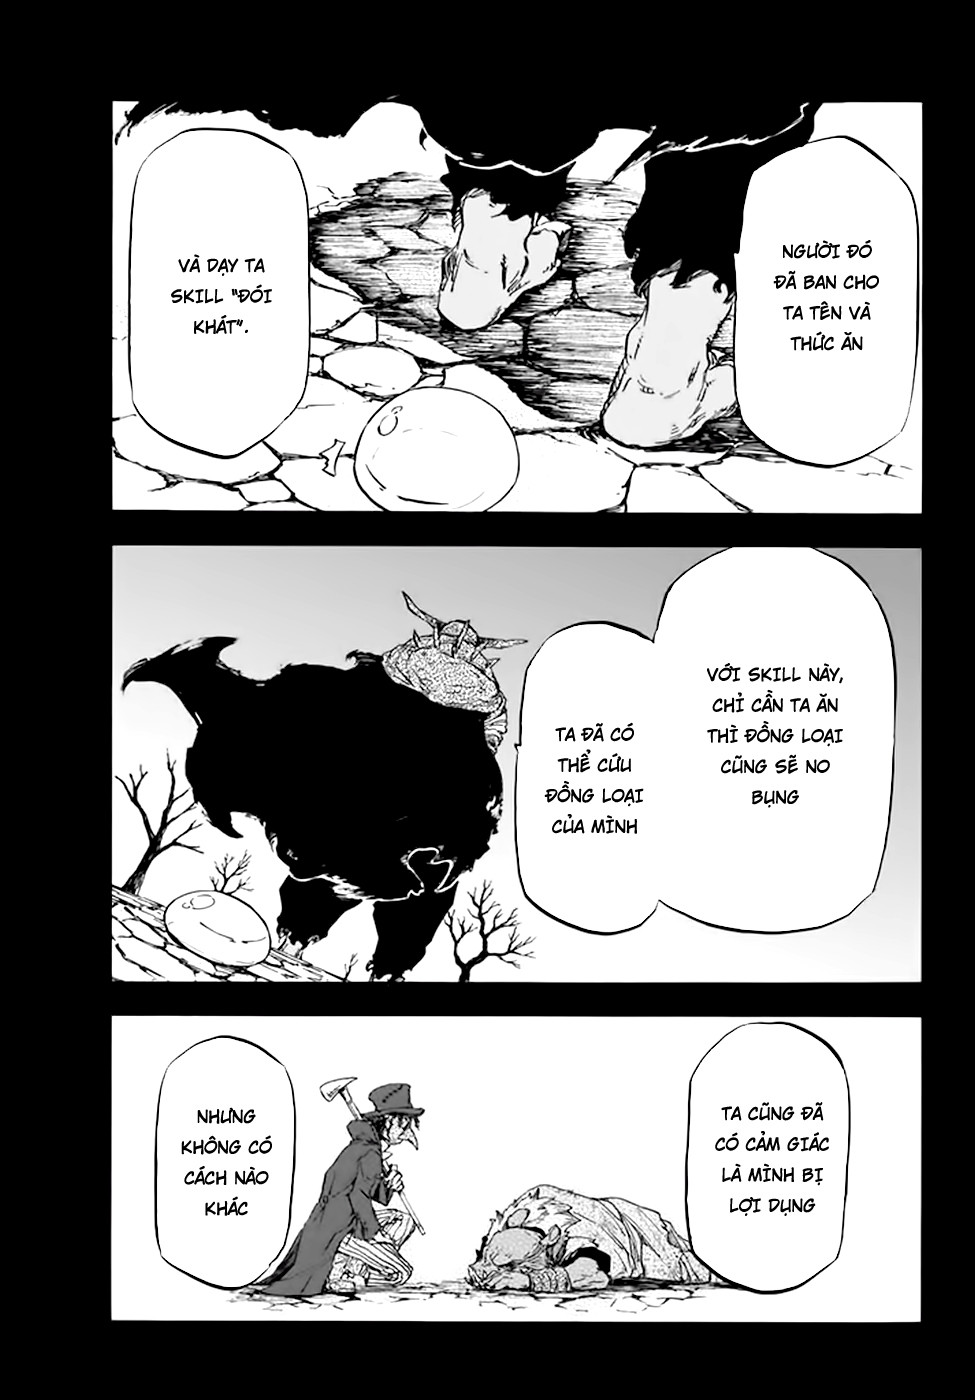 NGƯỜI ĐÓ
ĐÃ BAN CHO
TA TÊN VÀ
THỨC ĂN
VÀ DẠY TA
SKILL "ĐÓI
KHÁT".
VỚI SKILL NÀY,
CHỈ CẦN TA ĂN
THÌ ĐỒNG LOẠI
CŨNG SẼ NO
BỤNG
TA ĐÃ CÓ
THỂ CỨU
ĐỒNG LOẠI
CỦA MÌNH
TA CŨNG ĐÃ
CÓ CẢM GIÁC
LÀ MÌNH BỊ
LỢI DỤNG
NHƯNG
KHÔNG CÓ
CÁCH NÀO
KHÁC